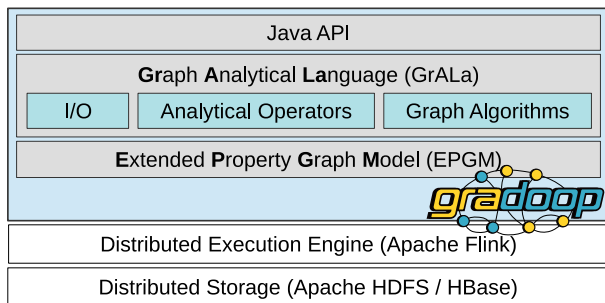 Java API
Graph Analytical Language (GrALa)
I/O Analytical Operators Graph Algorithms
Extended Property Graph Model (EPGM)
gradoop
Distributed Execution Engine (Apache Flink)
Distributed Storage (Apache HDFS / HBase)